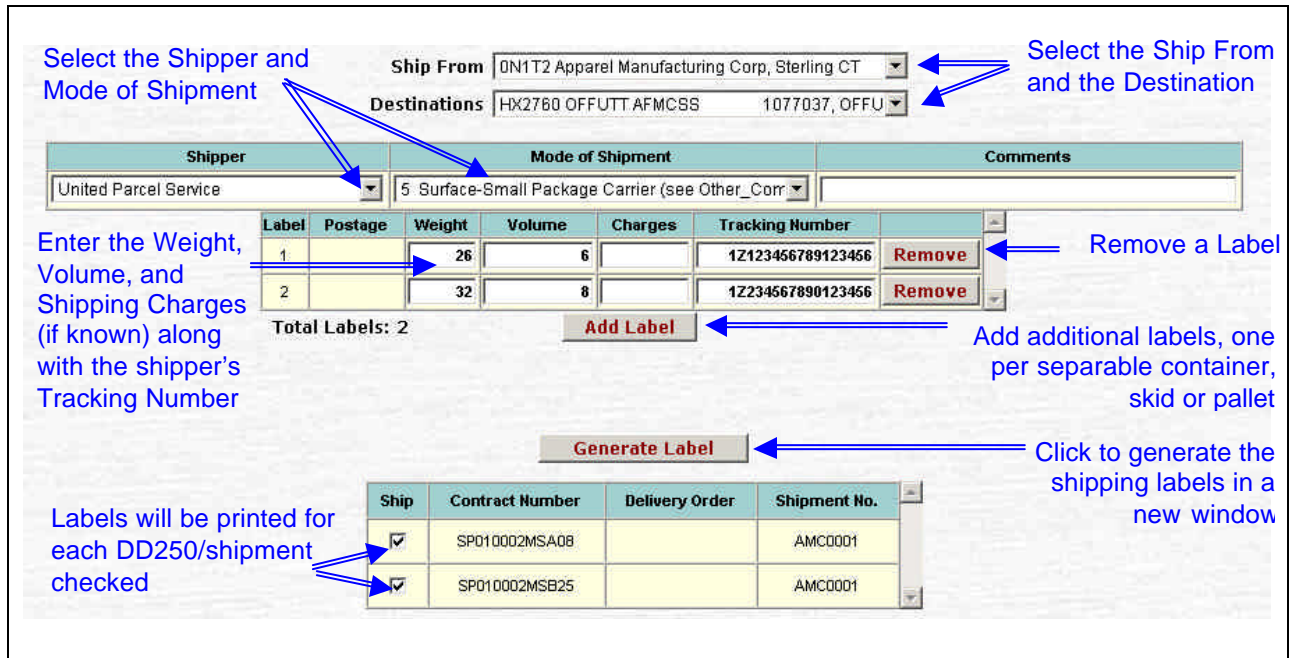 Select the Shipper and
Mode of Shipment
Ship From 0N1T2 Apparel Manufacturing Corp, Sterling CT
Destinations HX2760 OFFUTT AFMCSS 1077037, OFFU
Select the Ship From
and the Destination
Shipper Mode of Shipment Comments
United Parcel Service 5 Surface-Small Package Carrier (see Other_Com
Label Postage Weight Volume Charges Tracking Number
1 26 6 1Z123456789123456 Remove
2 32 8 1Z234567890123456 Remove
Total Labels: 2 Add Label
Enter the Weight,
Volume, and
Shipping Charges
(if known) along
with the shipper's
Tracking Number
Remove a Label
Add additional labels, one
per separable container,
skid or pallet
Generate Label
Click to generate the
shipping labels in a
new window
Ship Contract Number Delivery Order Shipment No.
SP010002MSA08 AMC0001
SP010002MSB25 AMC0001
Labels will be printed for
each DD250/shipment
checked